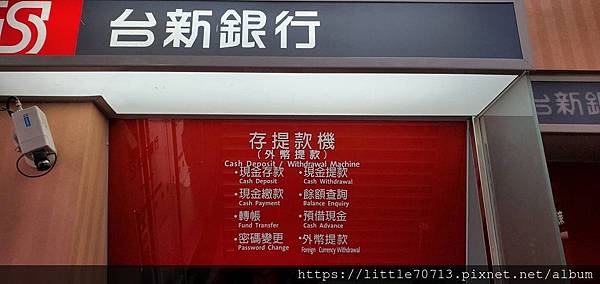 台新銀行
台新銀行
存提款機
(外幣提款)
Cash Deposit / Withdrawal Machine
•現金存款 •現金提款
Cash Deposit Cash Withdrawal
•現金繳款 •餘額查詢
Cash Payment Balance Enquiry
•轉帳 •預借現金
Fund Transfer Cash Advance
•密碼變更 •外幣提款
Password Change Foreign Currency Withdrawal
https://little70713.pixnet.net/album